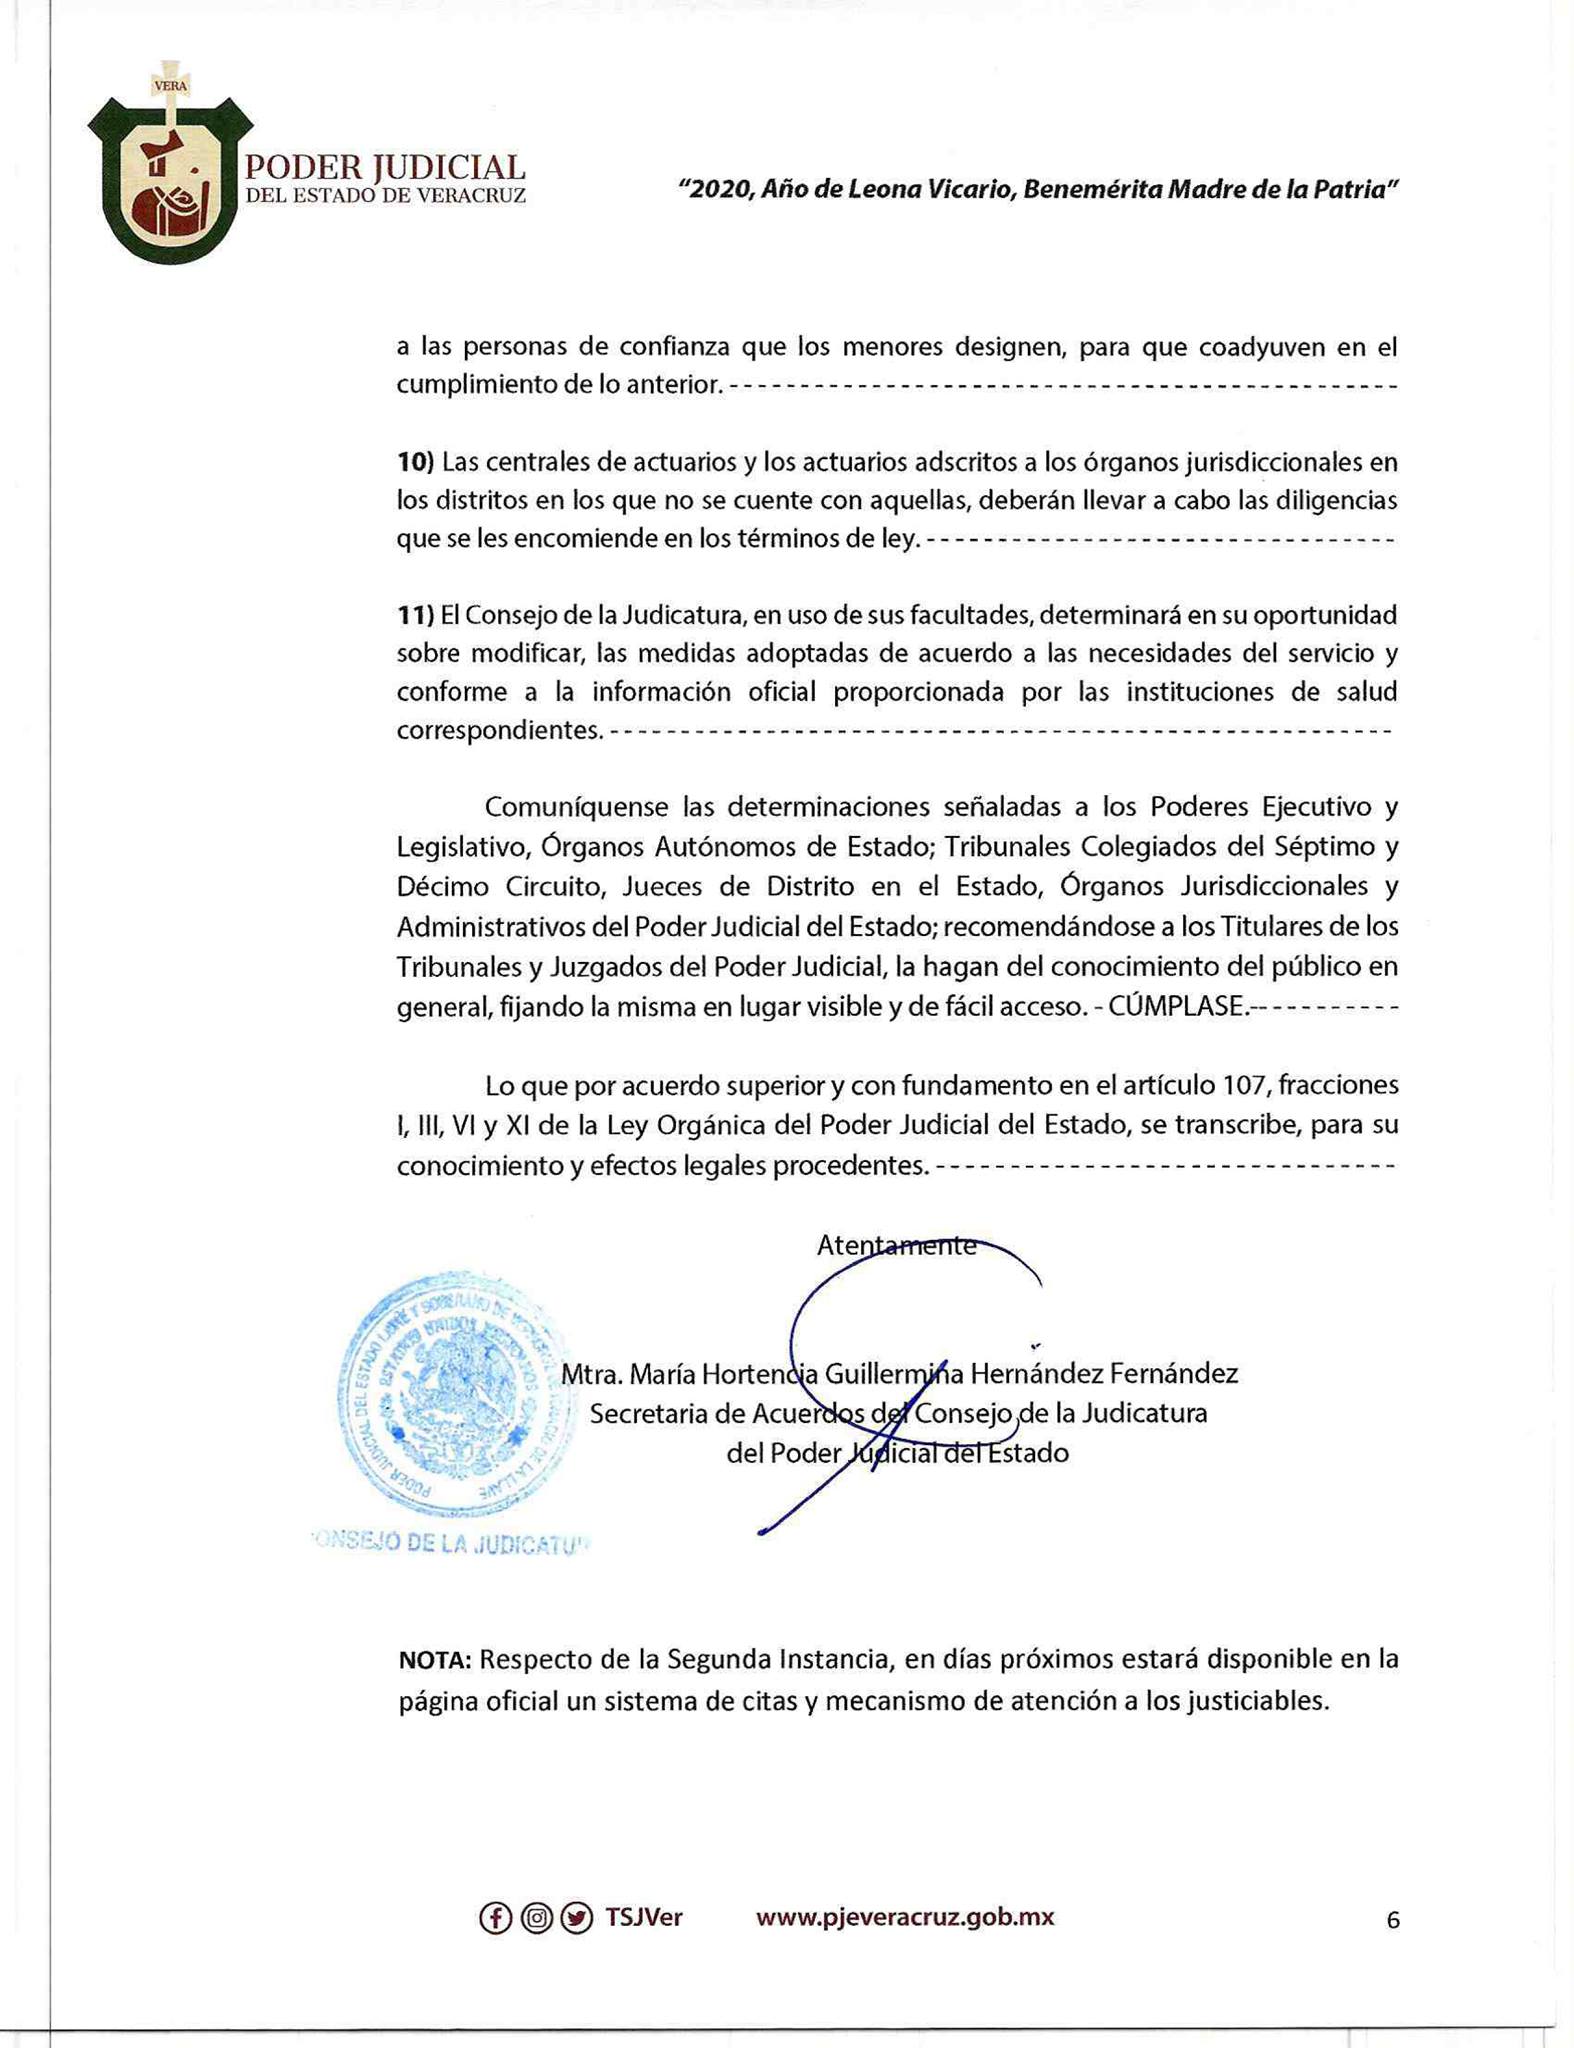 VERA
PODER JUDICIAL
DEL ESTADO DE VERACRUZ
"2020, Año de Leona Vicario, Benemérita Madre de la Patria"
a las personas de confianza que los menores designen, para que coadyuven en el
cumplimiento de lo anterior. - - - - - - - - - - - - - - - - - - - - - - - - - - - - - - - - - - - - - - - - - - - - - - -
10) Las centrales de actuarios y los actuarios adscritos a los órganos jurisdiccionales en
los distritos en los que no se cuente con aquellas, deberán llevar a cabo las diligencias
que se les encomiende en los términos de ley. - - - - - - - - - - - - - - - - - - - - - - - - - - - - - - - - -
11) El Consejo de la Judicatura, en uso de sus facultades, determinará en su oportunidad
sobre modificar, las medidas adoptadas de acuerdo a las necesidades del servicio y
conforme a la información oficial proporcionada por las instituciones de salud
correspondientes. - - - - - - - - - - - - - - - - - - - - - - - - - - - - - - - - - - - - - - - - - - - - - - - - - - - - - - -
Comuníquense las determinaciones señaladas a los Poderes Ejecutivo y
Legislativo, Órganos Autónomos de Estado; Tribunales Colegiados del Séptimo y
Décimo Circuito, Jueces de Distrito en el Estado, Órganos Jurisdiccionales y
Administrativos del Poder Judicial del Estado; recomendándose a los Titulares de los
Tribunales y Juzgados del Poder Judicial, la hagan del conocimiento del público en
general, fijando la misma en lugar visible y de fácil acceso. - CÚMPLASE.- - - - - - - - - - - -
Lo que por acuerdo superior y con fundamento en el artículo 107, fracciones
I, III, VI y XI de la Ley Orgánica del Poder Judicial del Estado, se transcribe, para su
conocimiento y efectos legales procedentes. - - - - - - - - - - - - - - - - - - - - - - - - - - - - - - - -
Atentamente
PODER JUDICIAL DEL ESTADO LIBRE Y SOBERANO DE DE LA LLAVE
ESTADOS UNIDOS MEXICANOS
DE LA
Mtra. María Hortencia Guillermina Hernández Fernández
Secretaria de Acuerdos del Consejo de la Judicatura
del Poder Judicial del Estado
NOTA: Respecto de la Segunda Instancia, en días próximos estará disponible en la
página oficial un sistema de citas y mecanismo de atención a los justiciables.
TSJVer
www.pjeveracruz.gob.mx
6